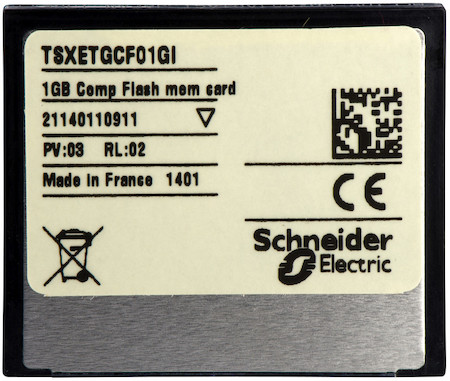 TSXETGCF01GI
1GB Comp Flash mem card
21140110911
PV:03 RL:02
Made in France 1401
CE
Schneider
Electric